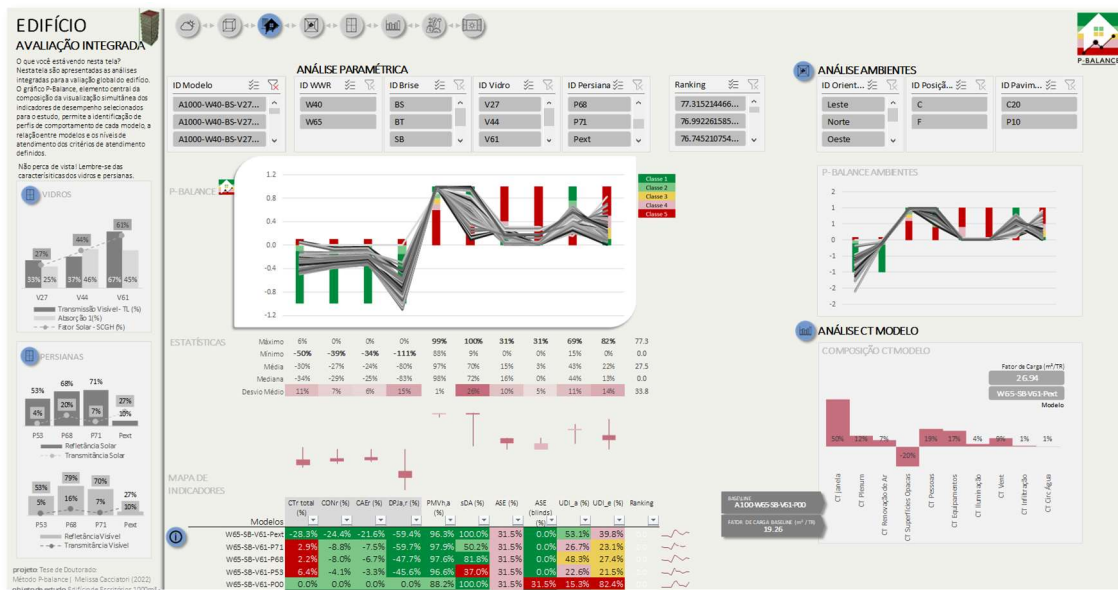 EDIFÍCIO
AVALIAÇÃO INTEGRADA
O que você está vendo nesta tela?
Nesta tela são apresentadas as análises
integradas para a valiação global do edifício.
O gráfico P-Balance, elemento central da
composição da visualização simultânea dos
indicadores de desempenho selecionados
para o estudo, permite a identificação de
perfis de comportamento de cada modelo, a
relação entre modelos e os níveis de
atendimento dos critérios de atendimento
definidos.
Não perca de vista! Lembre-se das
características dos vidros e persianas.
VIDROS
27% 44% 61%
33% 25% 37% 46% 67% 45%
V27 V44 V61
Transmissão Visível - TL (%)
Absorção 1(%)
Fator Solar - SCGH (%)
PERSIANAS
53% 68% 71% 27%
4% 20% 7% 10%
P53 P68 P71 Pext
Refletância Solar
Transmitância Solar
53% 79% 70% 27%
5% 16% 7% 10%
P53 P68 P71 Pext
Refletância Visível
Transmitância Visível
projeto: Tese de Doutorado
Método P-balance | Melissa Cacciatori (2022)
ANÁLISE PARAMÉTRICA
ID Modelo
A1000-W40-BS-V27...
A1000-W40-BS-V27...
A1000-W40-BS-V27...
ID WWR
W40
W65
ID Brise
BS
BT
SB
ID Vidro
V27
V44
V61
ID Persiana
P68
P71
Pext
Ranking
77.315214466...
76.992261585...
76.745210754...
P-BALANCE
1.2
0.8
0.4
0.0
-0.4
-0.8
-1.2
Classe 1
Classe 2
Classe 3
Classe 4
Classe 5
ESTATÍSTICAS
Máximo 6% 0% 0% 0% 99% 100% 31% 31% 69% 82% 77.3
Mínimo -50% -39% -34% -111% 88% 9% 0% 0% 15% 0% 0.0
Média -30% -27% -24% -80% 97% 70% 15% 3% 43% 22% 27.5
Mediana -34% -29% -25% -83% 98% 72% 16% 0% 44% 13% 0.0
Desvio Médio 11% 7% 6% 15% 1% 26% 10% 5% 11% 14% 33.8
MAPA DE
INDICADORES
Modelos CTr total (%) CONr (%) CAEr (%) DPJa,r (%) PMVh,a (%) sDA (%) ASE (%) ASE (blinds) (%) UDI_a (%) UDI_e (%) Ranking
W65-SB-V61-Pext -28.3% -24.4% -21.6% -59.4% 96.3% 100.0% 31.5% 0.0% 53.1% 39.8%
W65-SB-V61-P71 2.9% -8.8% -7.5% -59.7% 97.9% 50.2% 31.5% 0.0% 26.7% 23.1%
W65-SB-V61-P68 2.2% -8.0% -6.7% -47.7% 97.6% 81.8% 31.5% 0.0% 48.3% 27.4%
W65-SB-V61-P53 6.4% -4.1% -3.3% -45.6% 96.6% 37.0% 31.5% 0.0% 22.6% 21.5%
W65-SB-V61-P00 0.0% 0.0% 0.0% 0.0% 88.2% 100.0% 31.5% 31.5% 15.3% 82.4%
P-BALANCE
ANÁLISE AMBIENTES
ID Orient...
Leste
Norte
Oeste
ID Posiçã...
C
F
ID Pavim...
C20
P10
P-BALANCE AMBIENTES
2
1
1
0
-1
-1
-2
-2
ANÁLISE CT MODELO
COMPOSIÇÃO CT MODELO
Fator de Carga (m²/TR)
26.94
W65-SB-V61-Pext
Modelo
50% 12% 7% -20% 19% 17% 4% 9% 1% 1%
CT Janela
CT Plenum
CT Renovação de Ar
CT Superfícies Opacas
CT Pessoas
CT Equipamentos
CT Iluminação
CT Vent
CT Infiltração
CT Circ Agua
BASELINE
A100-W65-SB-V61-P00
FATOR DE CARGA BASELINE (m² / TR)
19.26